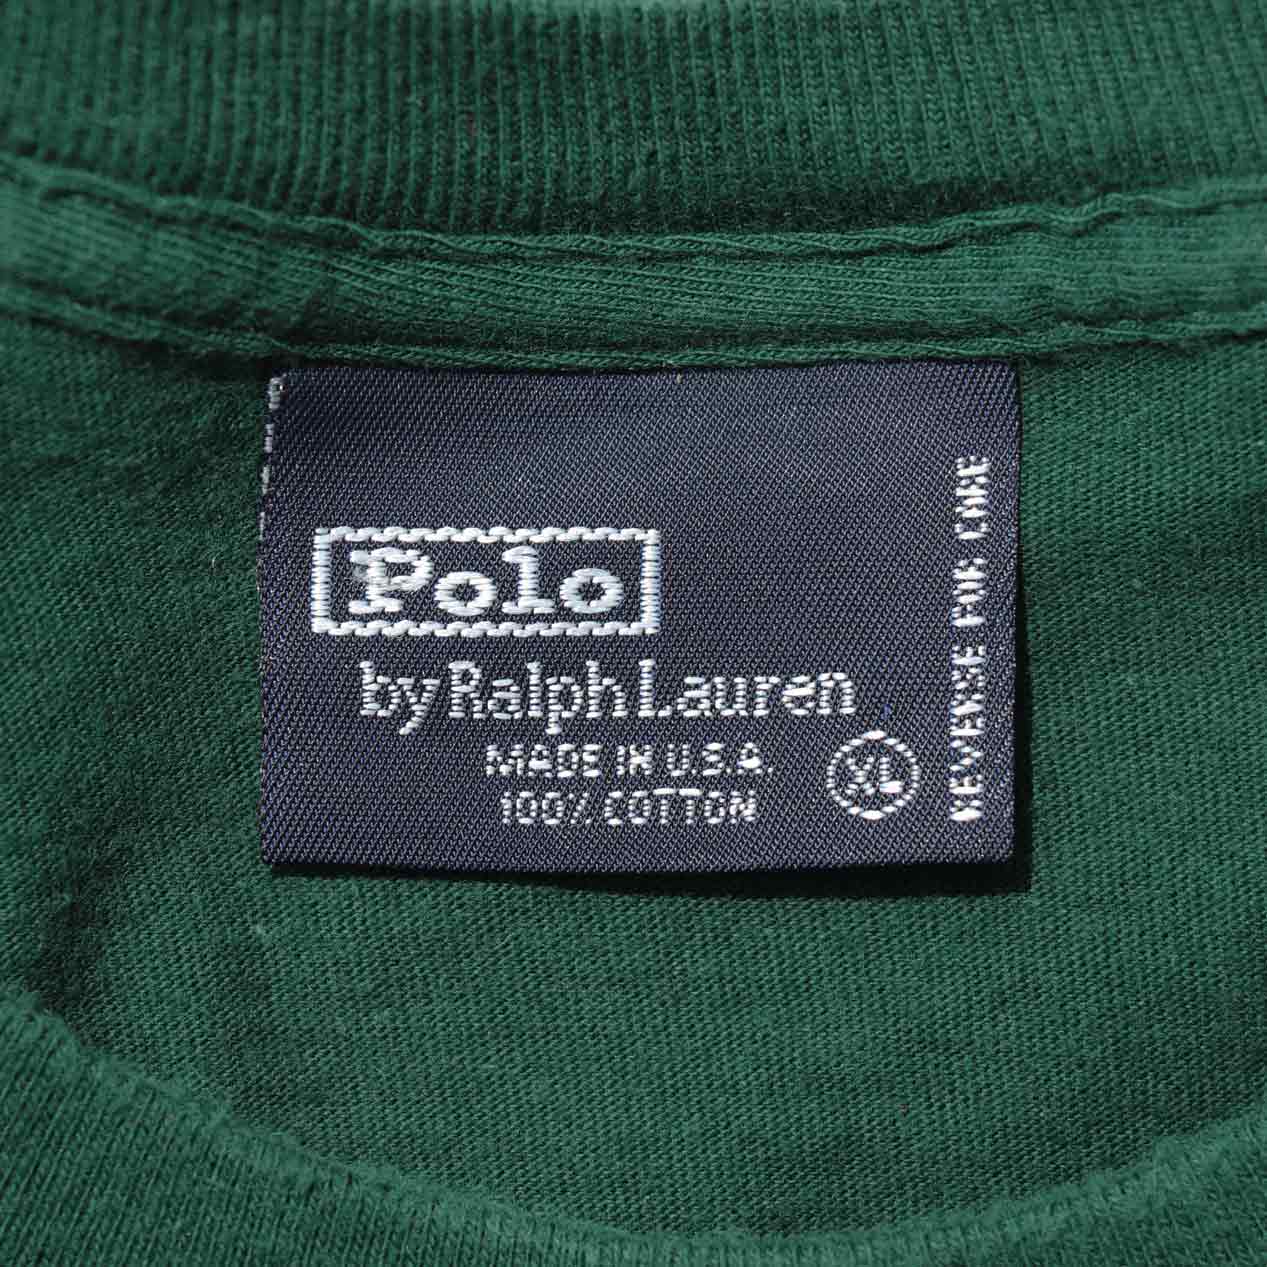 Polo
by Ralph Lauren
MADE IN U.S.A.
100% COTTON
XL
REVERSE FOR CARE